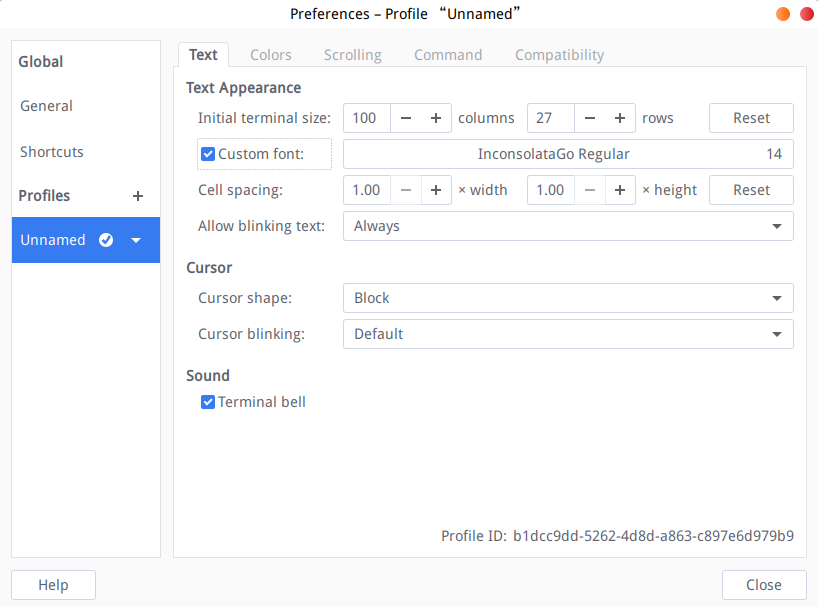 Preferences – Profile “Unnamed”
Global
General
Shortcuts
Profiles +
Unnamed
Text Colors Scrolling Command Compatibility
Text Appearance
Initial terminal size: 100 − + columns 27 − + rows Reset
Custom font: InconsolataGo Regular 14
Cell spacing: 1.00 − + × width 1.00 − + × height Reset
Allow blinking text: Always
Cursor
Cursor shape: Block
Cursor blinking: Default
Sound
Terminal bell
Profile ID: b1dcc9dd-5262-4d8d-a863-c897e6d979b9
Help Close